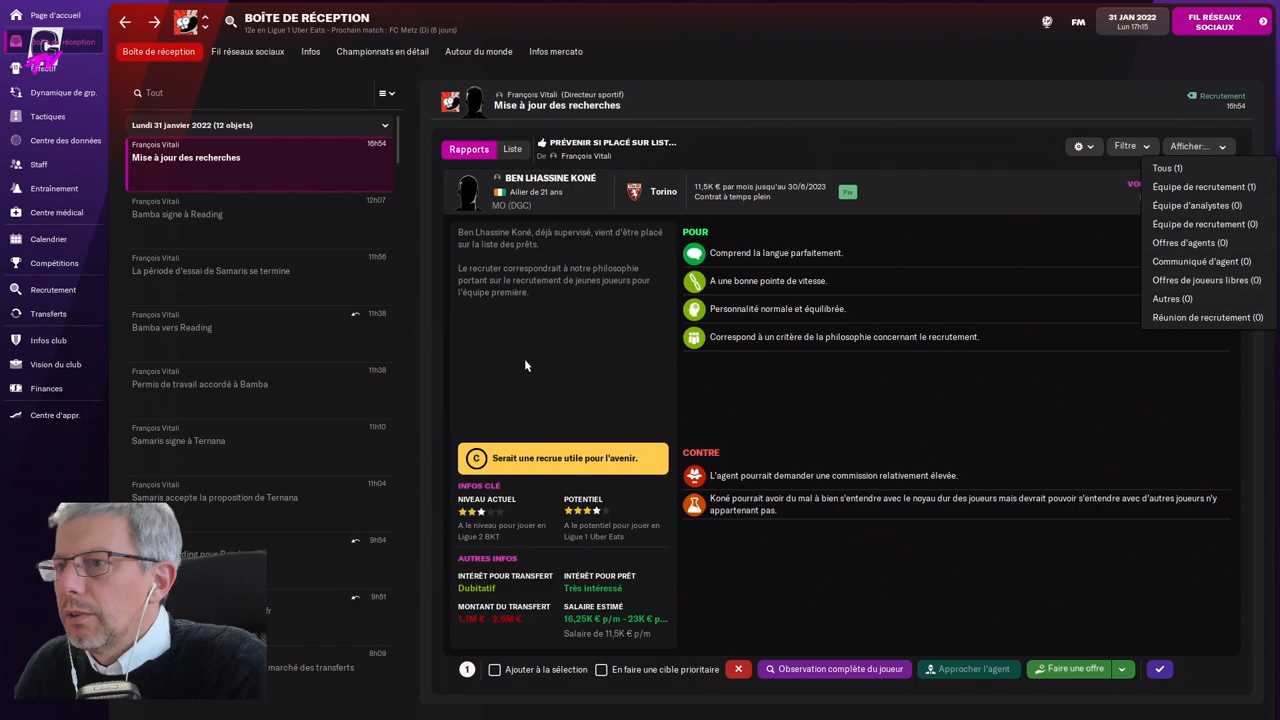 Page d'accueil
Boîte de réception
Effectif
Dynamique de grp.
Tactiques
Centre des données
Staff
Entraînement
Centre médical
Calendrier
Compétitions
Recrutement
Transferts
Infos club
Vision du club
Finances
Centre d'appr.
BOÎTE DE RÉCEPTION
12e en Ligue 1 Uber Eats - Prochain match : FC Metz (D) (6 jours)
FM
31 JAN 2022
Lun 17h15
FIL RÉSEAUX
SOCIAUX
Boîte de réception
Fil réseaux sociaux
Infos
Championnats en détail
Autour du monde
Infos mercato
Tout
Lundi 31 janvier 2022 (12 objets)
François Vitali 16h54
Mise à jour des recherches
François Vitali 12h07
Bamba signe à Reading
François Vitali 11h56
La période d'essai de Samaris se termine
François Vitali 11h38
Bamba vers Reading
François Vitali 11h38
Permis de travail accordé à Bamba
François Vitali 11h10
Samaris signe à Ternana
François Vitali 11h04
Samaris accepte la proposition de Ternana
9h54
9h51
8h09
marché des transferts
François Vitali (Directeur sportif)
Mise à jour des recherches
Recrutement
16h54
Rapports
Liste
PRÉVENIR SI PLACÉ SUR LIST...
De François Vitali
Filtre
Afficher:...
Tous (1)
Équipe de recrutement (1)
Équipe d'analystes (0)
Équipe de recrutement (0)
Offres d'agents (0)
Communiqué d'agent (0)
Offres de joueurs libres (0)
Autres (0)
Réunion de recrutement (0)
BEN LHASSINE KONÉ
Ailier de 21 ans
MO (DGC)
Torino
11,5K € par mois jusqu'au 30/6/2023
Contrat à temps plein
Pm
Ben Lhassine Koné, déjà supervisé, vient d'être placé
sur la liste des prêts.
Le recruter correspondrait à notre philosophie
portant sur le recrutement de jeunes joueurs pour
l'équipe première.
C Serait une recrue utile pour l'avenir.
INFOS CLÉ
NIVEAU ACTUEL
A le niveau pour jouer en
Ligue 2 BKT
POTENTIEL
A le potentiel pour jouer en
Ligue 1 Uber Eats
AUTRES INFOS
INTÉRÊT POUR TRANSFERT
Dubitatif
INTÉRÊT POUR PRÊT
Très intéressé
MONTANT DU TRANSFERT
1,1M € - 2,6M €
SALAIRE ESTIMÉ
16,25K € p/m - 23K € p...
Salaire de 11,5K € p/m
POUR
Comprend la langue parfaitement.
A une bonne pointe de vitesse.
Personnalité normale et équilibrée.
Correspond à un critère de la philosophie concernant le recrutement.
CONTRE
L'agent pourrait demander une commission relativement élevée.
Koné pourrait avoir du mal à bien s'entendre avec le noyau dur des joueurs mais devrait pouvoir s'entendre avec d'autres joueurs n'y
appartenant pas.
1
Ajouter à la sélection
En faire une cible prioritaire
Observation complète du joueur
Approcher l'agent
Faire une offre